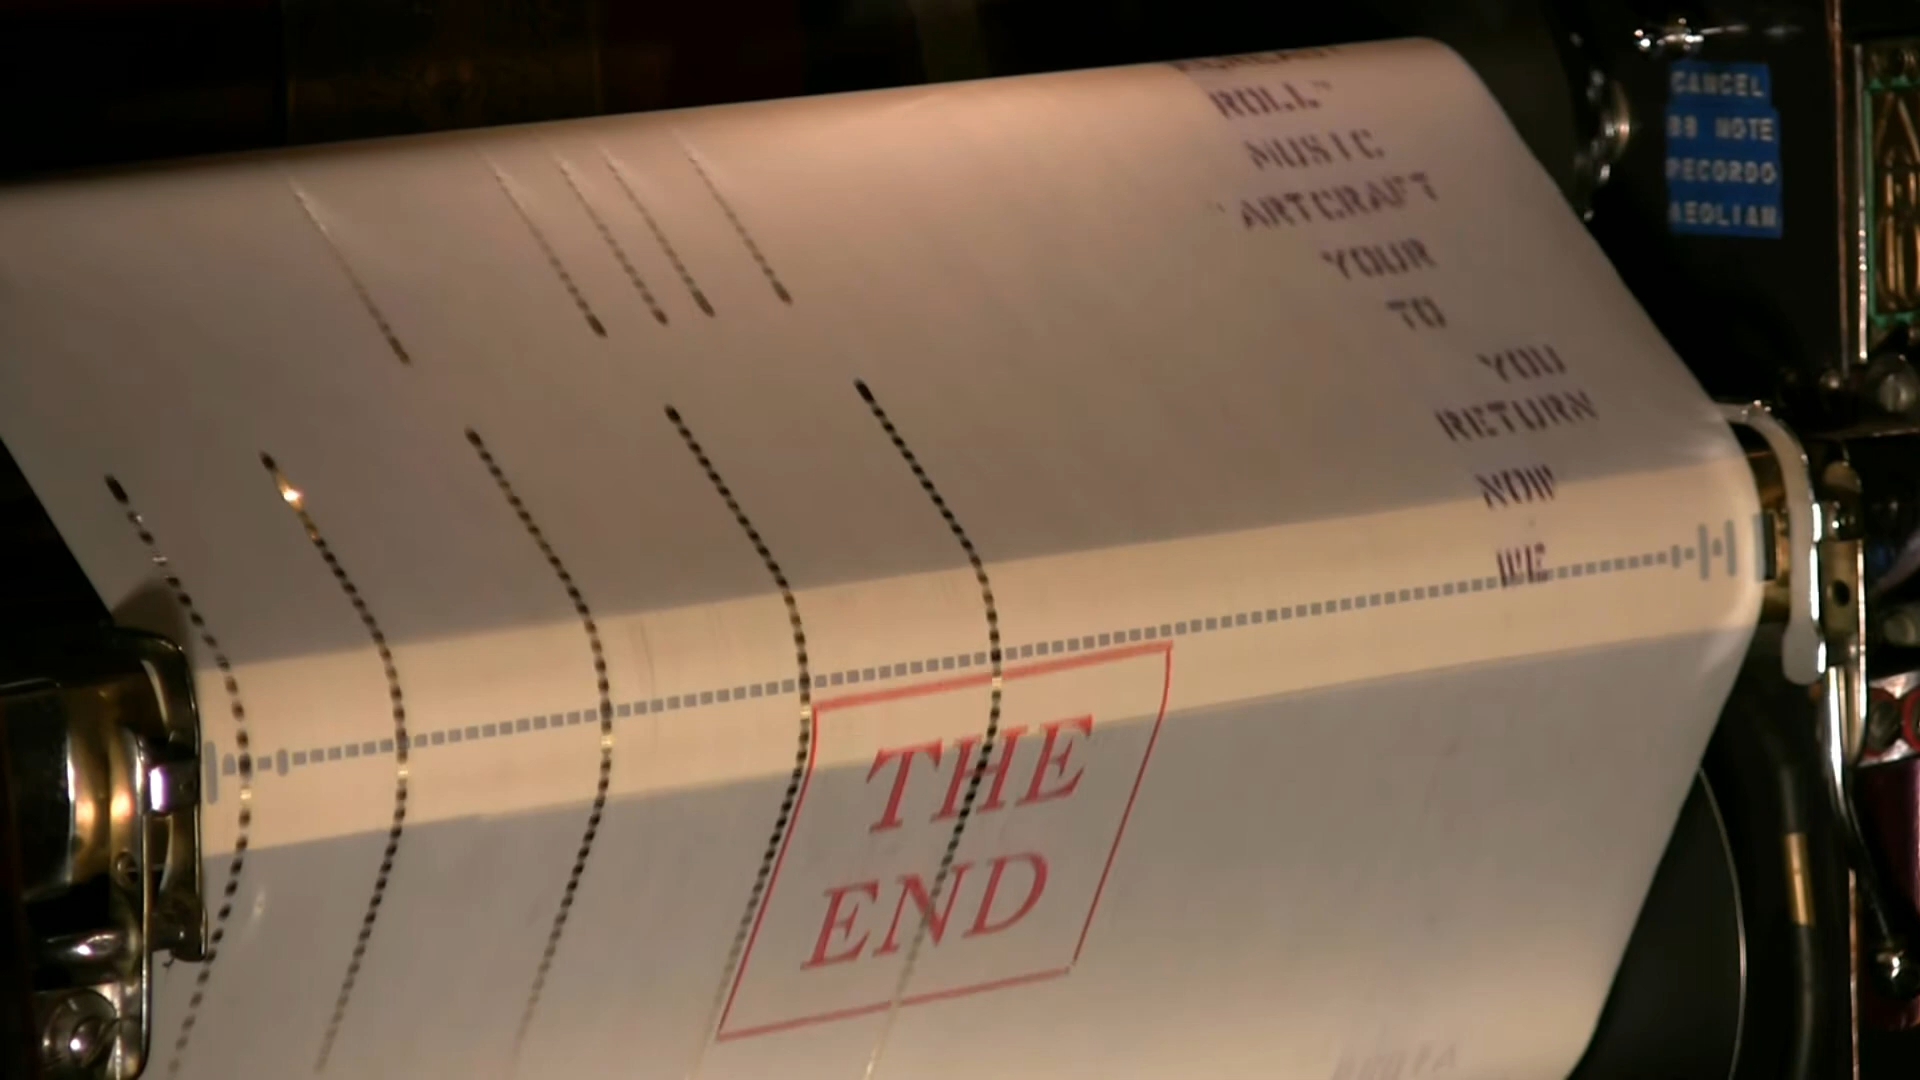 ROLL"
MUSIC
ARTCRAFT
YOUR
TO
YOU
RETURN
NOW
WE
THE
END
CANCEL
88 NOTE
RECORDO
AEOLIAN